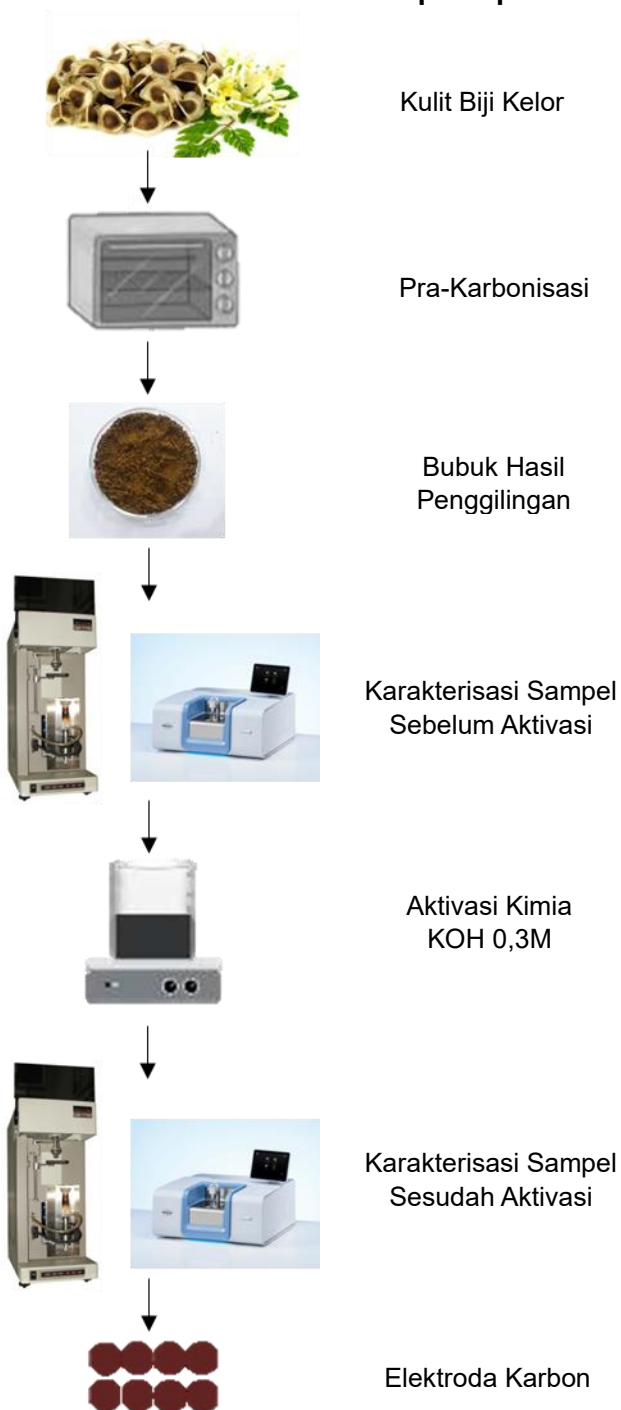 Kulit Biji Kelor
Pra-Karbonisasi
Bubuk Hasil
Penggilingan
Karakterisasi Sampel
Sebelum Aktivasi
Aktivasi Kimia
KOH 0,3M
Karakterisasi Sampel
Sesudah Aktivasi
Elektroda Karbon